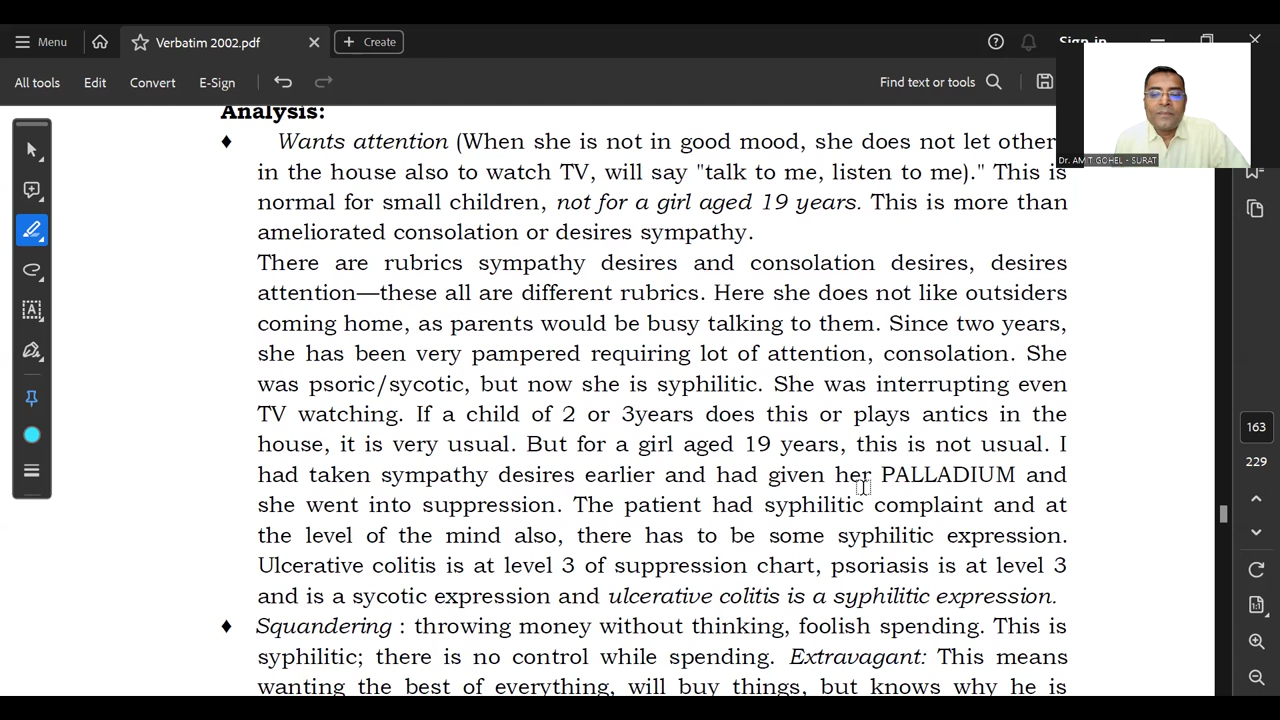 Menu
Verbatim 2002.pdf
Create
All tools
Edit
Convert
E-Sign
Find text or tools
Dr. AMIT GOHEL - SURAT
Analysis:
♦ Wants attention (When she is not in good mood, she does not let other
in the house also to watch TV, will say "talk to me, listen to me)." This is
normal for small children, not for a girl aged 19 years. This is more than
ameliorated consolation or desires sympathy.
There are rubrics sympathy desires and consolation desires, desires
attention—these all are different rubrics. Here she does not like outsiders
coming home, as parents would be busy talking to them. Since two years,
she has been very pampered requiring lot of attention, consolation. She
was psoric/sycotic, but now she is syphilitic. She was interrupting even
TV watching. If a child of 2 or 3years does this or plays antics in the
house, it is very usual. But for a girl aged 19 years, this is not usual. I
had taken sympathy desires earlier and had given her PALLADIUM and
she went into suppression. The patient had syphilitic complaint and at
the level of the mind also, there has to be some syphilitic expression.
Ulcerative colitis is at level 3 of suppression chart, psoriasis is at level 3
and is a sycotic expression and ulcerative colitis is a syphilitic expression.
♦ Squandering : throwing money without thinking, foolish spending. This is
syphilitic; there is no control while spending. Extravagant: This means
wanting the best of everything, will buy things, but knows why he is
163
229